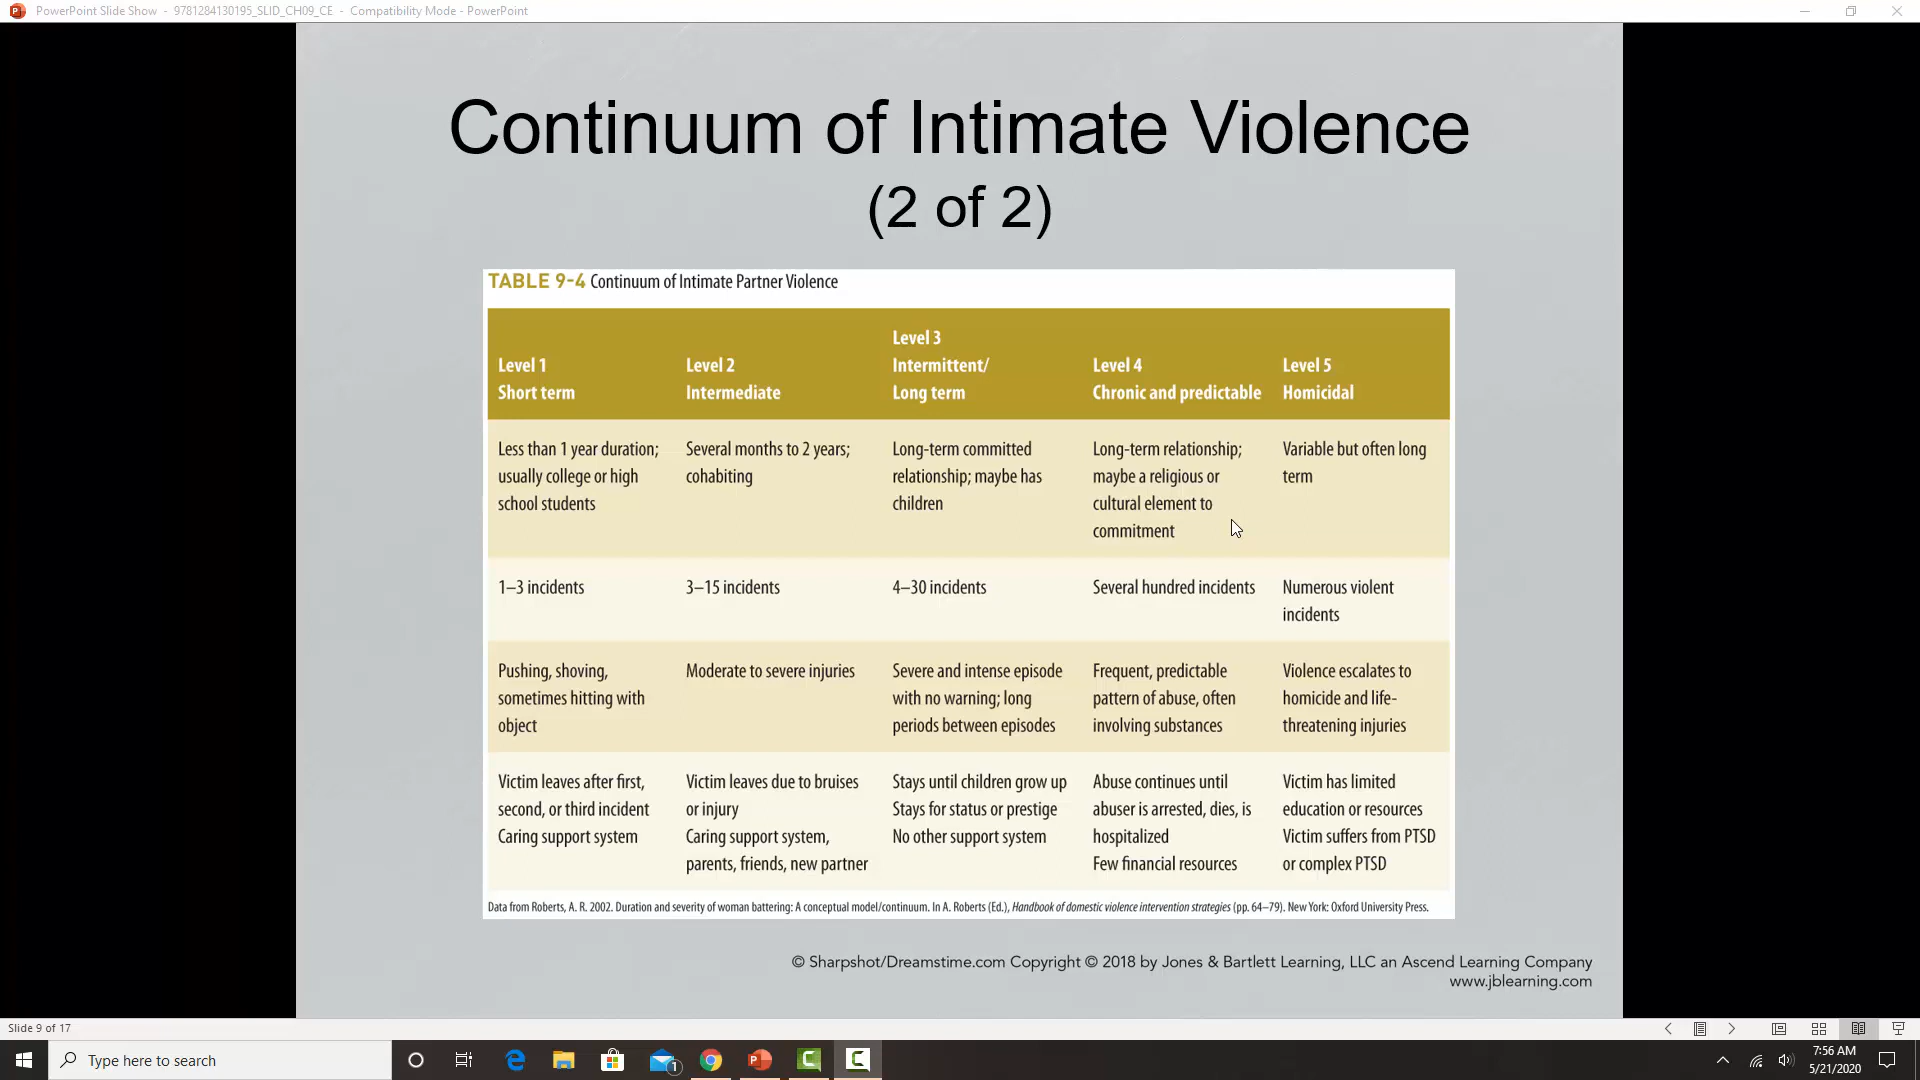 PowerPoint Slide Show - 9781284130195_SLID_CH09_CE - Compatibility Mode - PowerPoint
Continuum of Intimate Violence
(2 of 2)
TABLE 9-4 Continuum of Intimate Partner Violence
Level 1
Short term
Level 2
Intermediate
Level 3
Intermittent/
Long term
Level 4
Chronic and predictable
Level 5
Homicidal
Less than 1 year duration;
usually college or high
school students
Several months to 2 years;
cohabiting
Long-term committed
relationship; maybe has
children
Long-term relationship;
maybe a religious or
cultural element to
commitment
Variable but often long
term
1–3 incidents
3–15 incidents
4–30 incidents
Several hundred incidents
Numerous violent
incidents
Pushing, shoving,
sometimes hitting with
object
Moderate to severe injuries
Severe and intense episode
with no warning; long
periods between episodes
Frequent, predictable
pattern of abuse, often
involving substances
Violence escalates to
homicide and life-
threatening injuries
Victim leaves after first,
second, or third incident
Caring support system
Victim leaves due to bruises
or injury
Caring support system,
parents, friends, new partner
Stays until children grow up
Stays for status or prestige
No other support system
Abuse continues until
abuser is arrested, dies, is
hospitalized
Few financial resources
Victim has limited
education or resources
Victim suffers from PTSD
or complex PTSD
Data from Roberts, A. R. 2002. Duration and severity of woman battering: A conceptual model/continuum. In A. Roberts (Ed.), Handbook of domestic violence intervention strategies (pp. 64–79). New York: Oxford University Press.
© Sharpshot/Dreamstime.com Copyright © 2018 by Jones & Bartlett Learning, LLC an Ascend Learning Company
www.jblearning.com
Slide 9 of 17
Type here to search
1
7:56 AM
5/21/2020